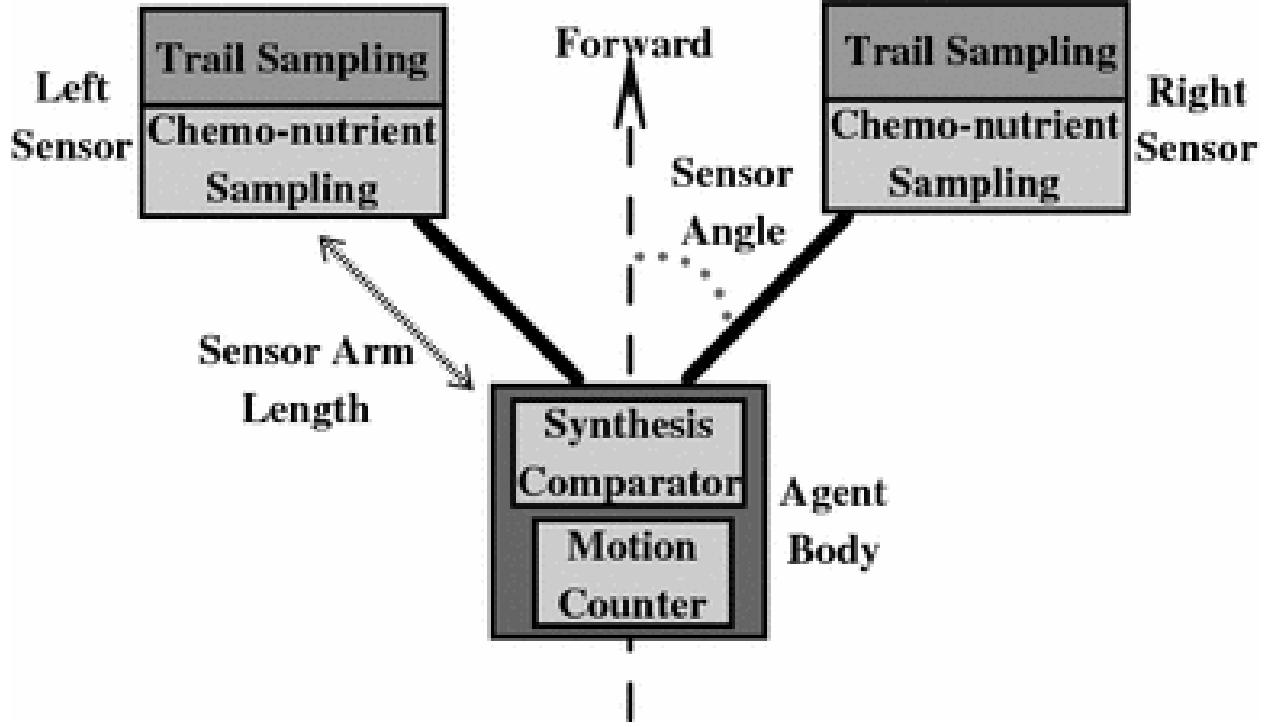 Trail Sampling
Chemo-nutrient
Sampling
Left
Sensor
Forward
Trail Sampling
Chemo-nutrient
Sampling
Right
Sensor
Sensor
Angle
Sensor Arm
Length
Synthesis
Comparator
Motion
Counter
Agent
Body